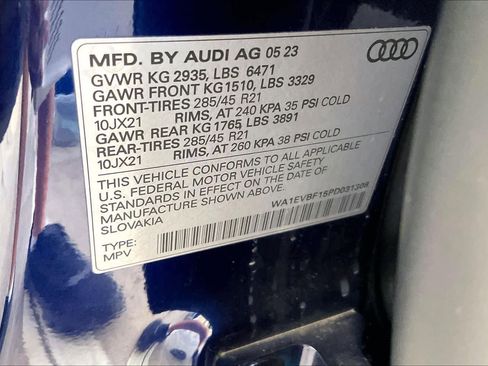 MFD. BY AUDI AG 05 23
GVWR KG 2935, LBS 6471
GAWR FRONT KG1510, LBS 3329
FRONT-TIRES 285/45 R21
10JX21 RIMS, AT 240 KPA 35 PSI COLD
GAWR REAR KG 1765, LBS 3891
REAR-TIRES 285/45 R21
10JX21 RIMS, AT 260 KPA 38 PSI COLD
THIS VEHICLE CONFORMS TO ALL APPLICABLE
U.S. FEDERAL MOTOR VEHICLE SAFETY
STANDARDS IN EFFECT ON THE DATE OF
MANUFACTURE SHOWN ABOVE.
SLOVAKIA
WA1EVBF15PD031308
TYPE:
MPV